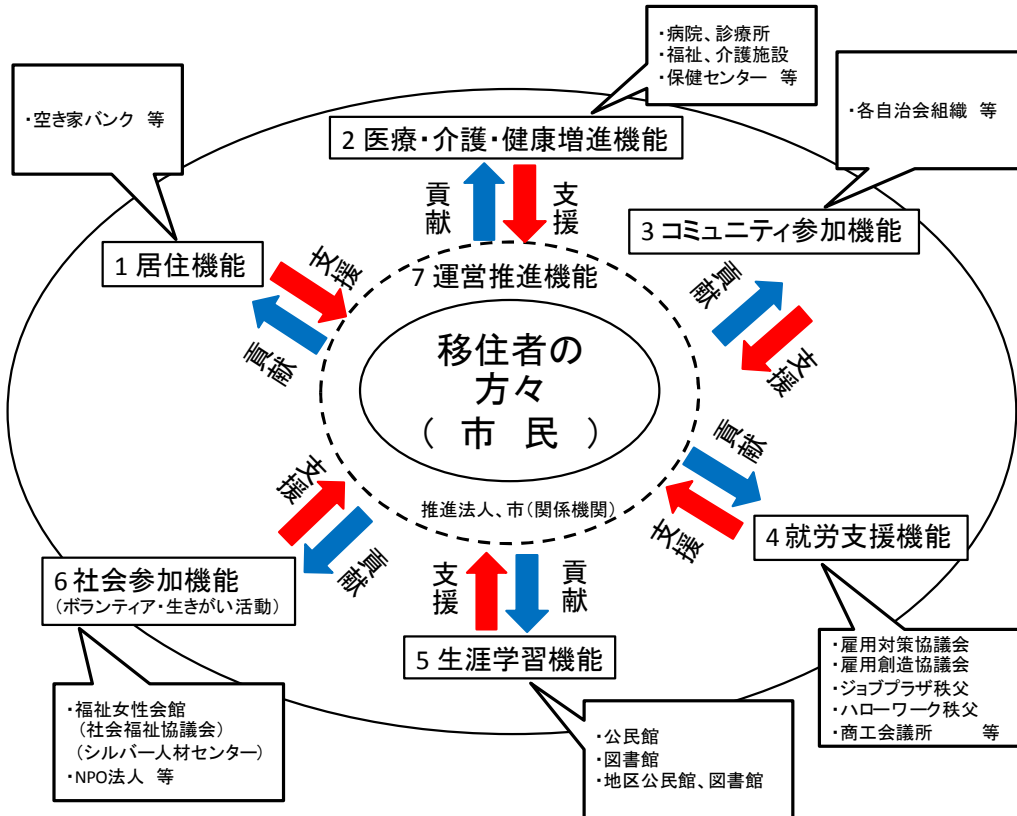 ・病院、診療所
・福祉、介護施設
・保健センター 等
・空き家バンク 等
・各自治会組織 等
2 医療・介護・健康増進機能
貢献
支援
3 コミュニティ参加機能
1 居住機能
支援
貢献
7 運営推進機能
貢献
支援
移住者の
方々
( 市 民 )
貢献
支援
推進法人、市(関係機関)
支援
貢献
4 就労支援機能
6 社会参加機能
(ボランティア・生きがい活動)
支援
貢献
5 生涯学習機能
・雇用対策協議会
・雇用創造協議会
・ジョブプラザ秩父
・ハローワーク秩父
・商工会議所 等
・福祉女性会館
(社会福祉協議会)
(シルバー人材センター)
・NPO法人 等
・公民館
・図書館
・地区公民館、図書館